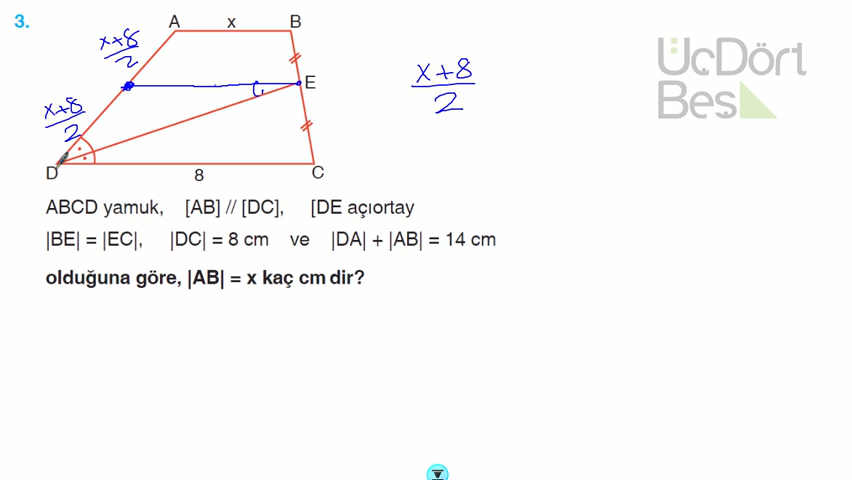 3.
A x B
x+8/2
E
x+8/2
x+8/2
D 8 C
ÜçDört
Beş
ABCD yamuk, [AB] // [DC], [DE açıortay
|BE| = |EC|, |DC| = 8 cm ve |DA| + |AB| = 14 cm
olduğuna göre, |AB| = x kaç cm dir?